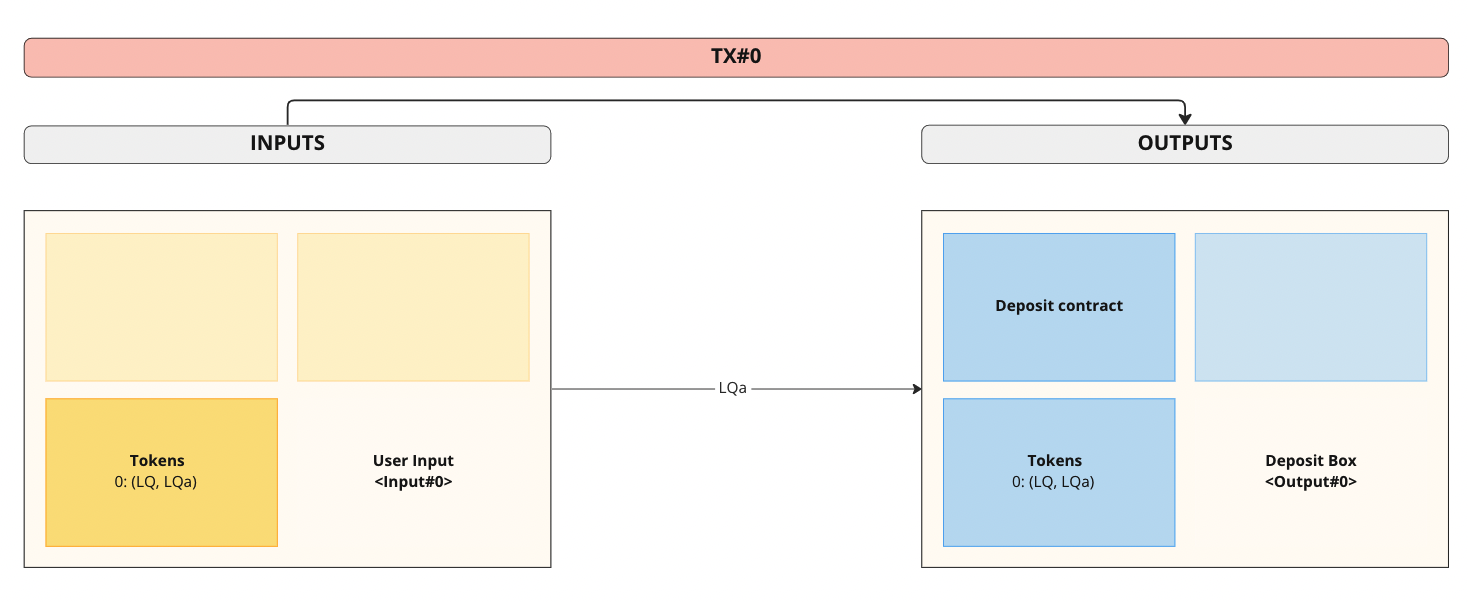 TX#0
INPUTS
OUTPUTS
Deposit contract
LQa
Tokens
0: (LQ, LQa)
User Input
<Input#0>
Tokens
0: (LQ, LQa)
Deposit Box
<Output#0>